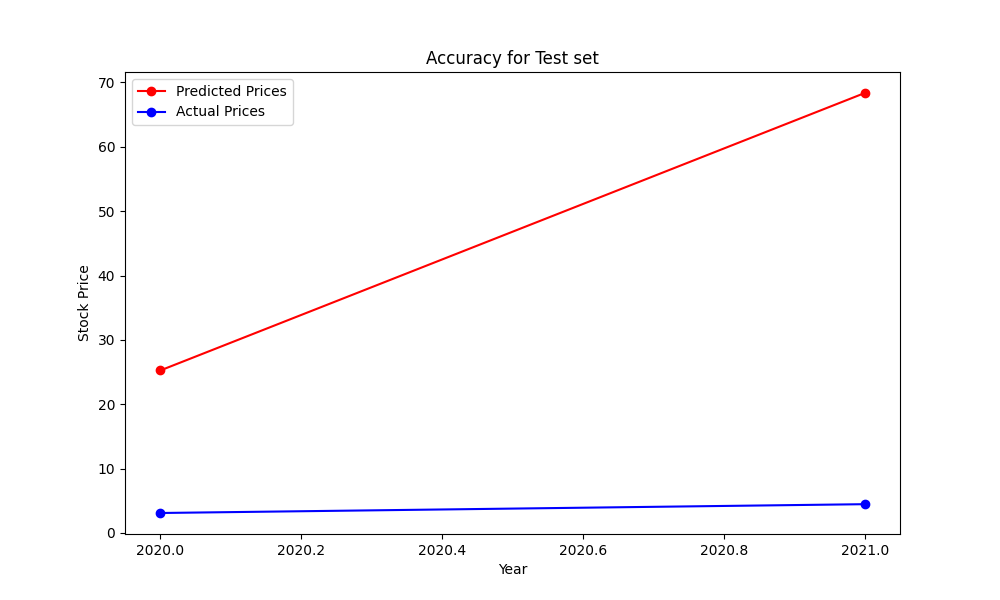 Accuracy for Test set
Predicted Prices
Actual Prices
70
60
50
40
30
20
10
0
Stock Price
2020.0 2020.2 2020.4 2020.6 2020.8 2021.0
Year